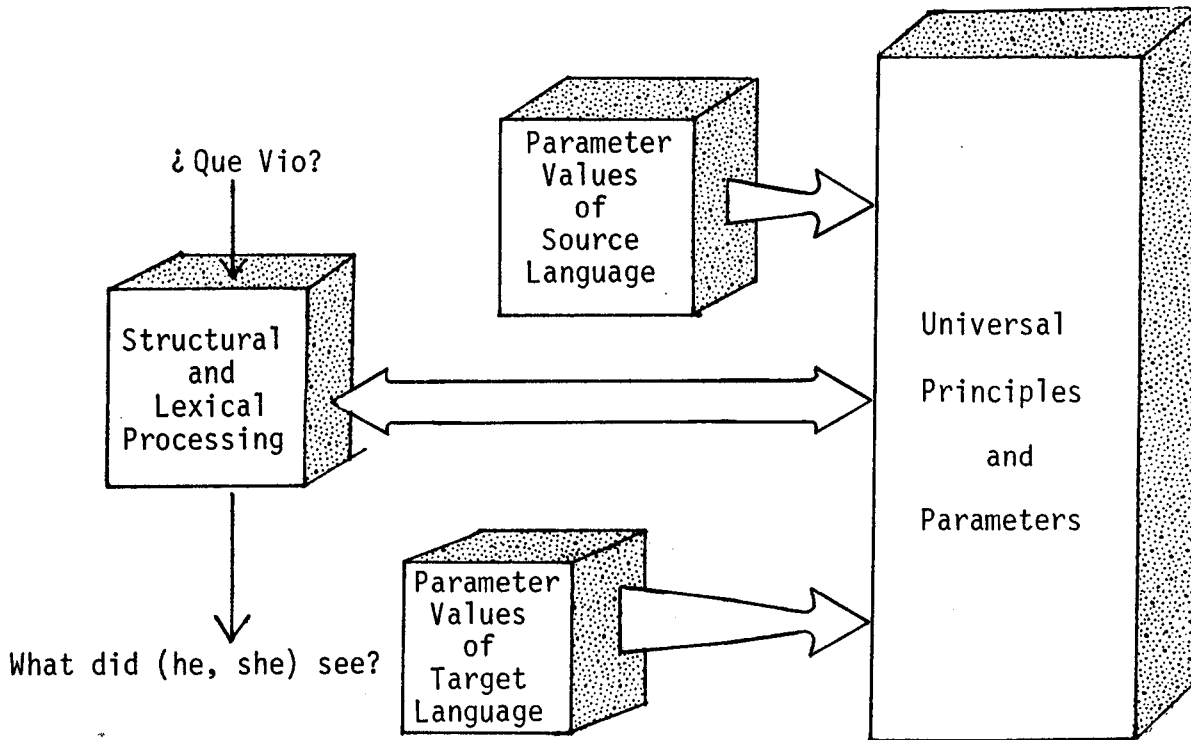 ¿Que Vio?
Structural
and
Lexical
Processing
What did (he, she) see?
Parameter
Values
of
Source
Language
Parameter
Values
of
Target
Language
Universal
Principles
and
Parameters